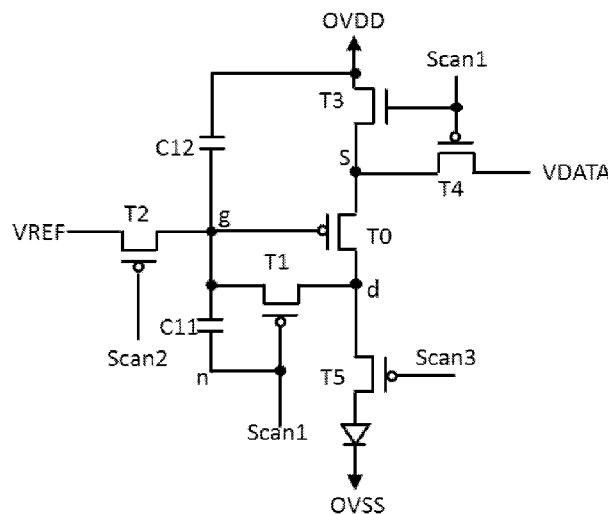 OVDD
Scan1
T3
C12
S
T4
VDATA
T2
g
VREF
T0
T1
d
C11
Scan2
n
T5
Scan3
Scan1
OVSS